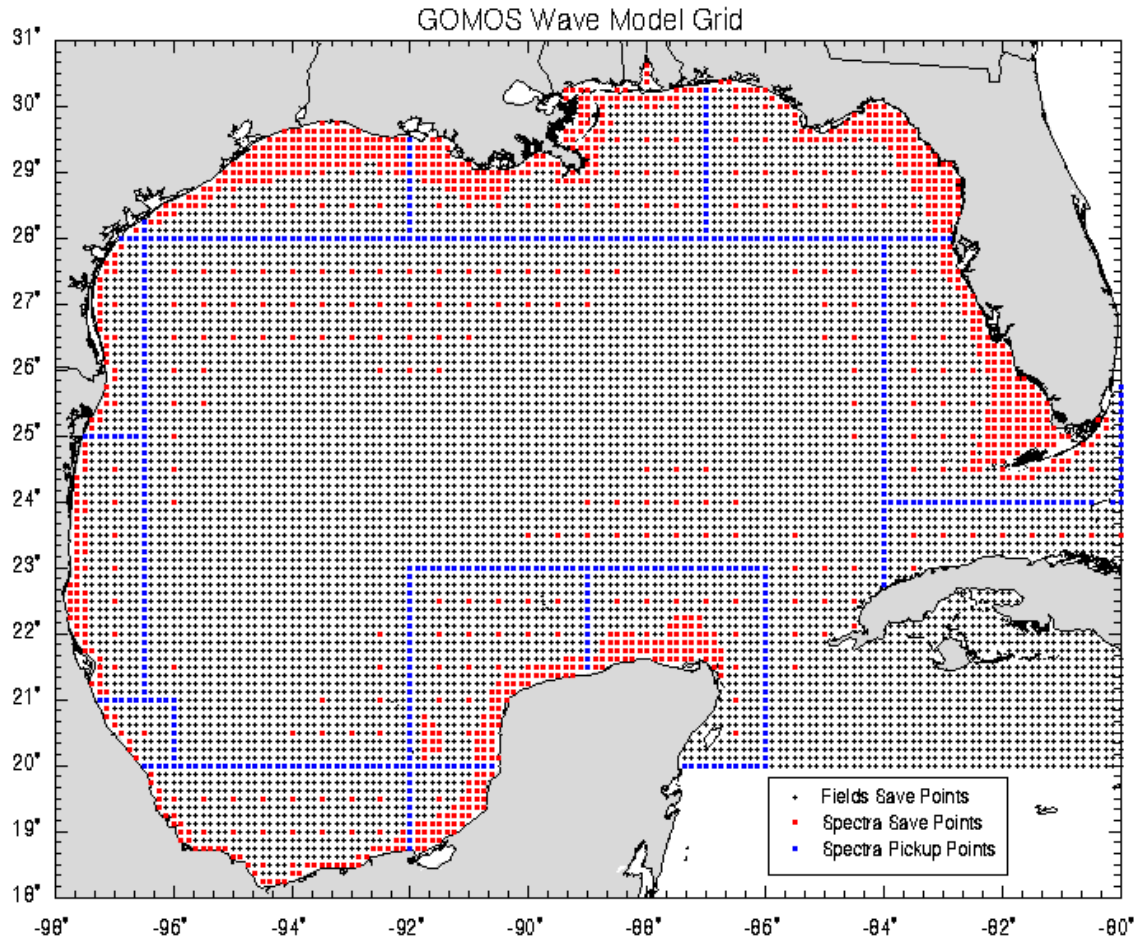 GOMOS Wave Model Grid
31°
30°
29°
28°
27°
26°
25°
24°
23°
22°
21°
20°
19°
18°
Fields Save Points
Spectra Save Points
Spectra Pickup Points
-98° -96° -94° -92° -90° -88° -86° -84° -82° -80°